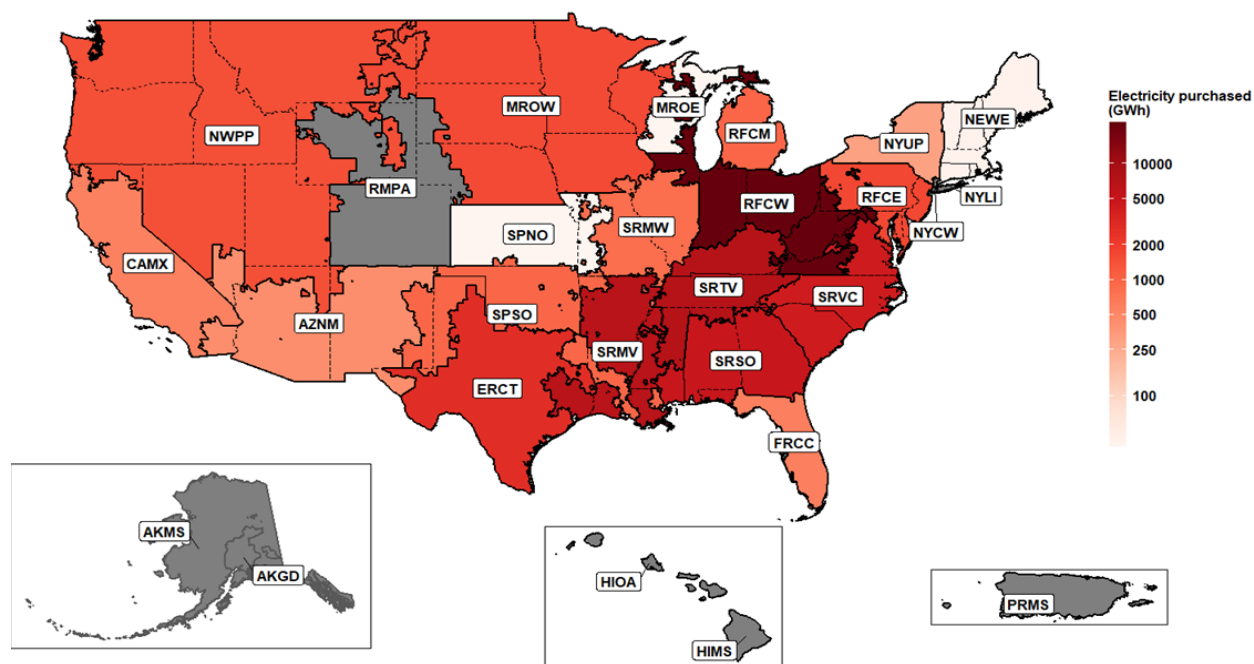 Electricity purchased
(GWh)
10000
5000
2000
1000
500
250
100
MROW
MROE
NEWE
NWPP
RFCM
NYUP
RMPA
RFCE
NYLI
RFCW
SRMW
NYCW
SPNO
CAMX
SRTV
SRVC
AZNM
SPSO
SRMV
SRSO
ERCT
FRCC
AKMS
AKGD
HIOA
HIMS
PRMS